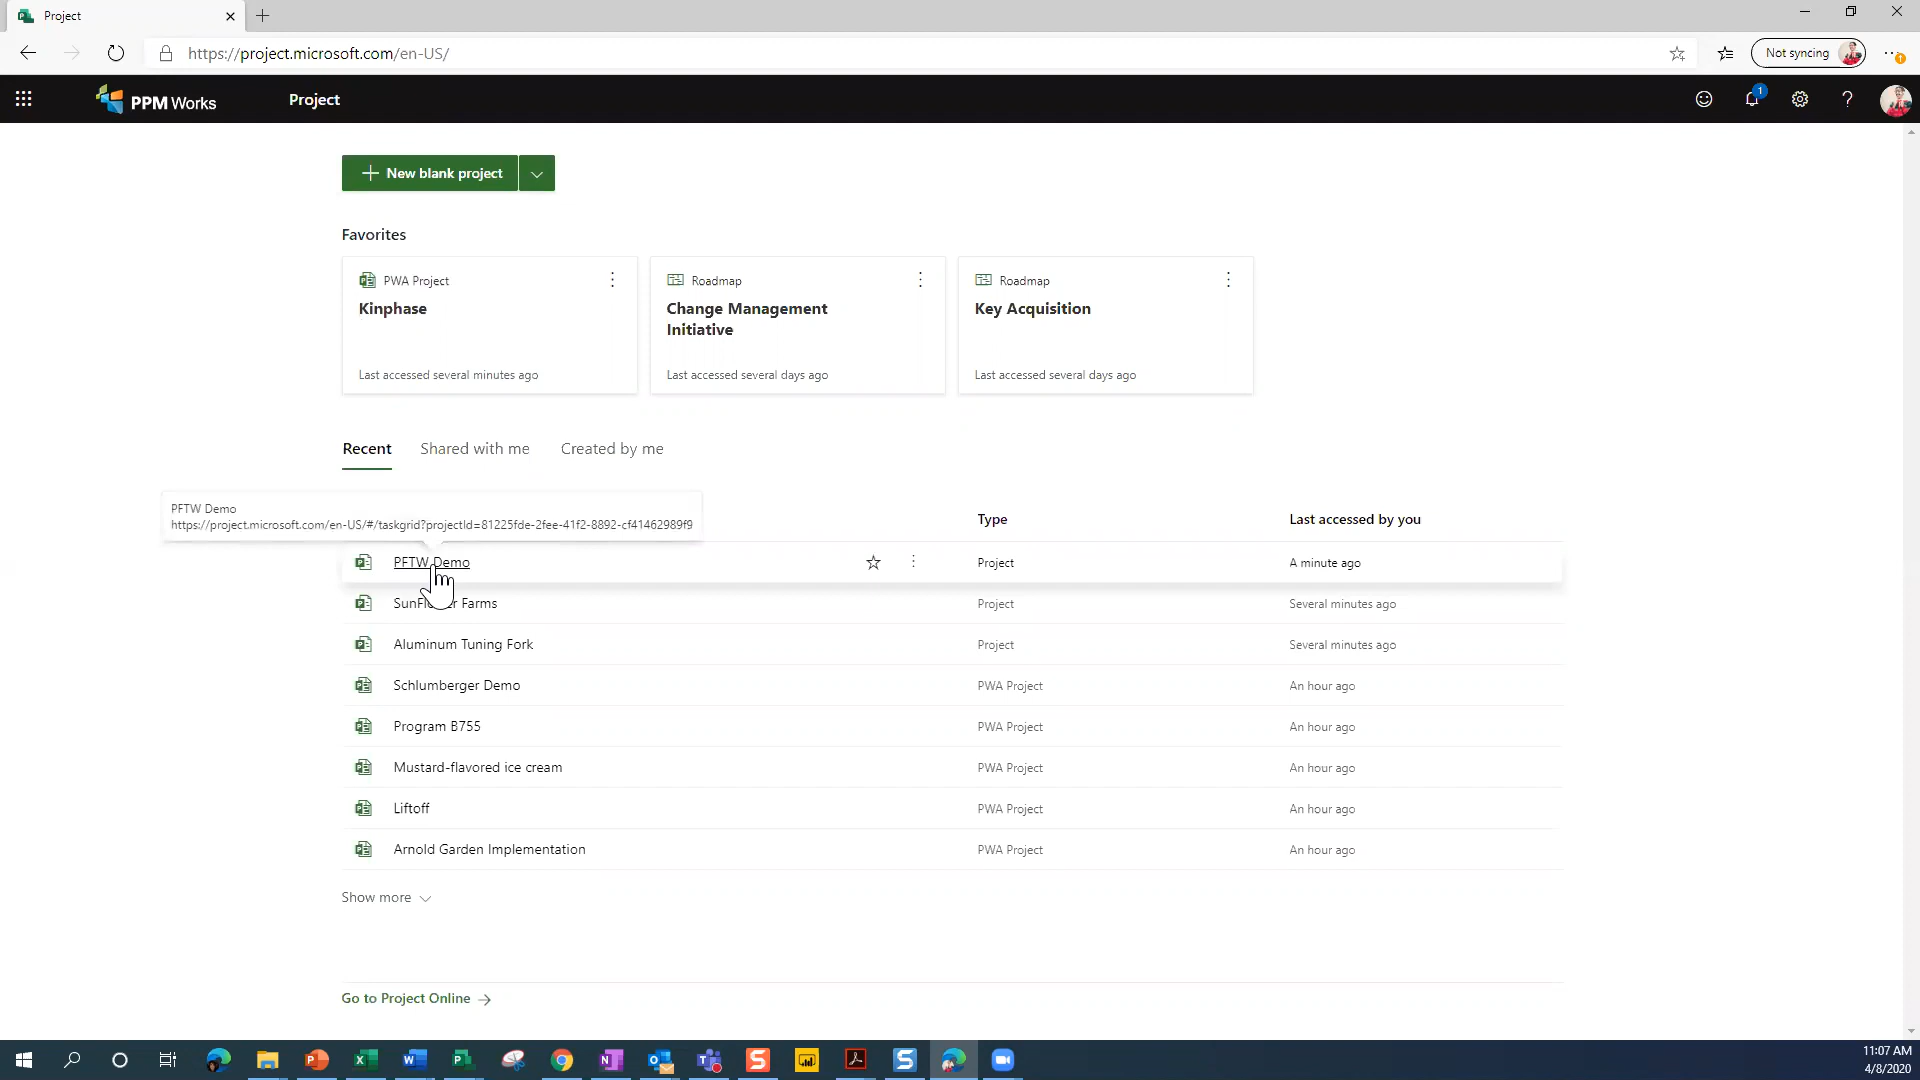 Project
https://project.microsoft.com/en-US/
Not syncing
PPM Works
Project
1
?
New blank project
Favorites
PWA Project
Kinphase
Last accessed several minutes ago
Roadmap
Change Management
Initiative
Last accessed several days ago
Roadmap
Key Acquisition
Last accessed several days ago
Recent
Shared with me
Created by me
PFTW Demo
https://project.microsoft.com/en-US/#/taskgrid?projectId=81225fde-2fee-41f2-8892-cf41462989f9
Type
Last accessed by you
PFTW Demo
Project
A minute ago
Farms
Project
Several minutes ago
Aluminum Tuning Fork
Project
Several minutes ago
Schlumberger Demo
PWA Project
An hour ago
Program B755
PWA Project
An hour ago
Mustard-flavored ice cream
PWA Project
An hour ago
Liftoff
PWA Project
An hour ago
Arnold Garden Implementation
PWA Project
An hour ago
Show more
Go to Project Online
11:07 AM
4/8/2020